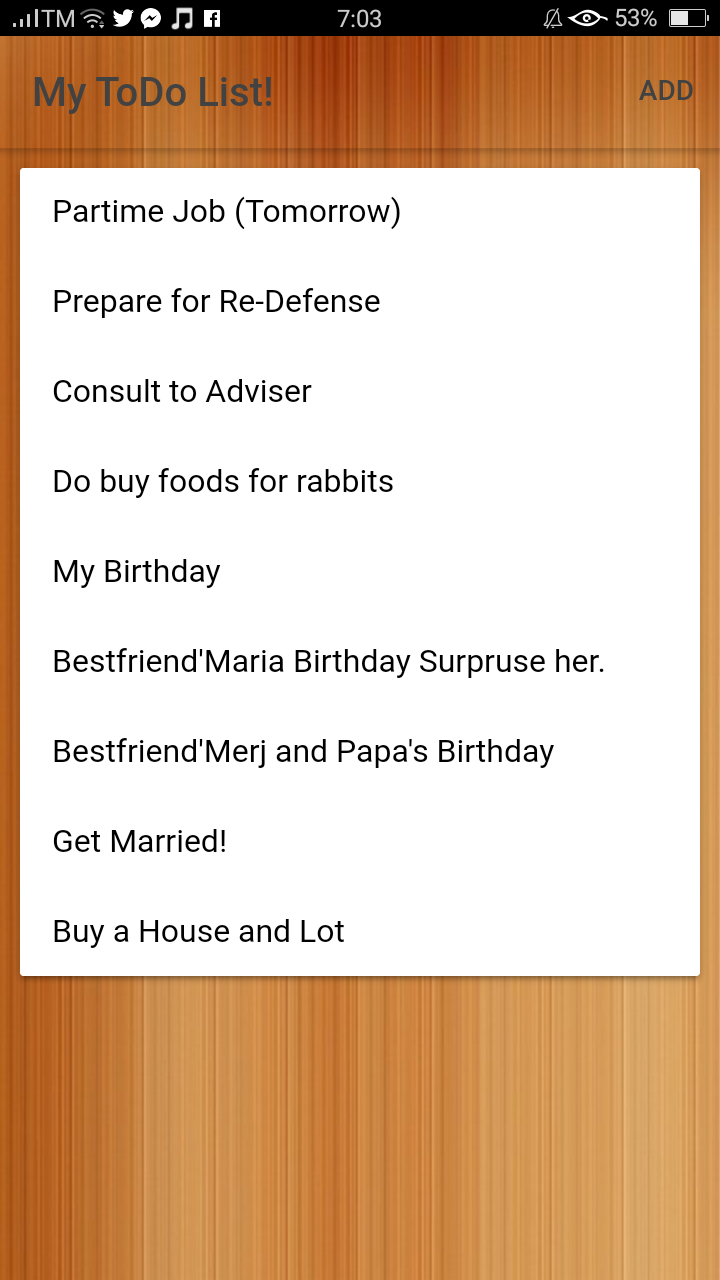 TM 7:03 53%
My ToDo List! ADD
Partime Job (Tomorrow)
Prepare for Re-Defense
Consult to Adviser
Do buy foods for rabbits
My Birthday
Bestfriend'Maria Birthday Surpruse her.
Bestfriend'Merj and Papa's Birthday
Get Married!
Buy a House and Lot